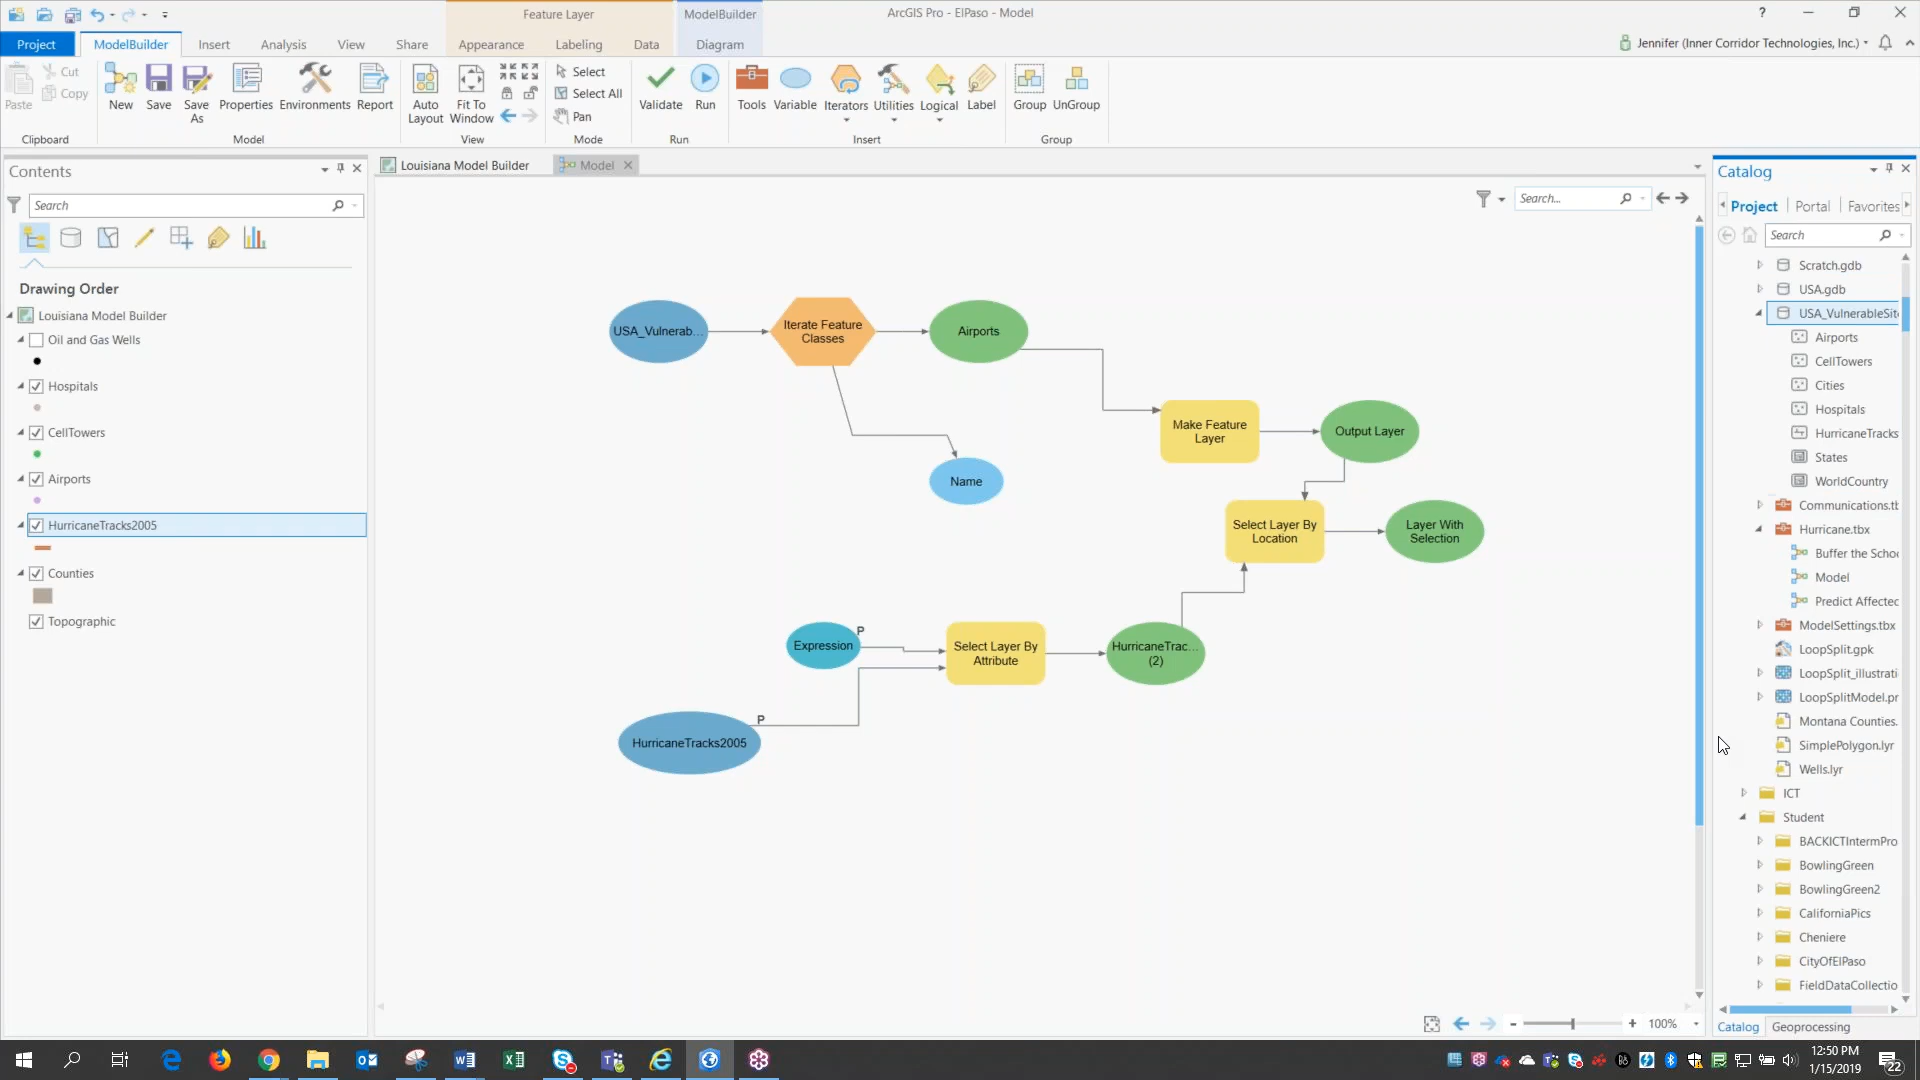 Feature Layer
ModelBuilder
ArcGIS Pro - ElPaso - Model
?
Project
ModelBuilder
Insert
Analysis
View
Share
Appearance
Labeling
Data
Diagram
Jennifer (Inner Corridor Technologies, Inc.)
Paste
Cut
Copy
Clipboard
New
Save
Save As
Properties
Environments
Report
Model
Auto Layout
Fit To Window
View
Select
Select All
Pan
Mode
Validate
Run
Run
Tools
Variable
Iterators
Utilities
Logical
Label
Insert
Group
UnGroup
Group
Contents
Search
Drawing Order
Louisiana Model Builder
Oil and Gas Wells
Hospitals
CellTowers
Airports
HurricaneTracks2005
Counties
Topographic
Louisiana Model Builder
Model
Search...
USA_Vulnerab...
Iterate Feature
Classes
Airports
Name
Make Feature
Layer
Output Layer
Select Layer By
Location
Layer With
Selection
Expression
P
Select Layer By
Attribute
HurricaneTrac...
(2)
HurricaneTracks2005
P
100%
Catalog
Project
Portal
Favorites
Search
Scratch.gdb
USA.gdb
USA_VulnerableSit
Airports
CellTowers
Cities
Hospitals
HurricaneTracks
States
WorldCountry
Communications.tb
Hurricane.tbx
Buffer the Schoo
Model
Predict Affected
ModelSettings.tbx
LoopSplit.gpk
LoopSplit_illustrati
LoopSplitModel.pr
Montana Counties.
SimplePolygon.lyr
Wells.lyr
ICT
Student
BACKICTIntermPro
BowlingGreen
BowlingGreen2
CaliforniaPics
Cheniere
CityOfElPaso
FieldDataCollectio
Catalog
Geoprocessing
12:50 PM
1/15/2019
22